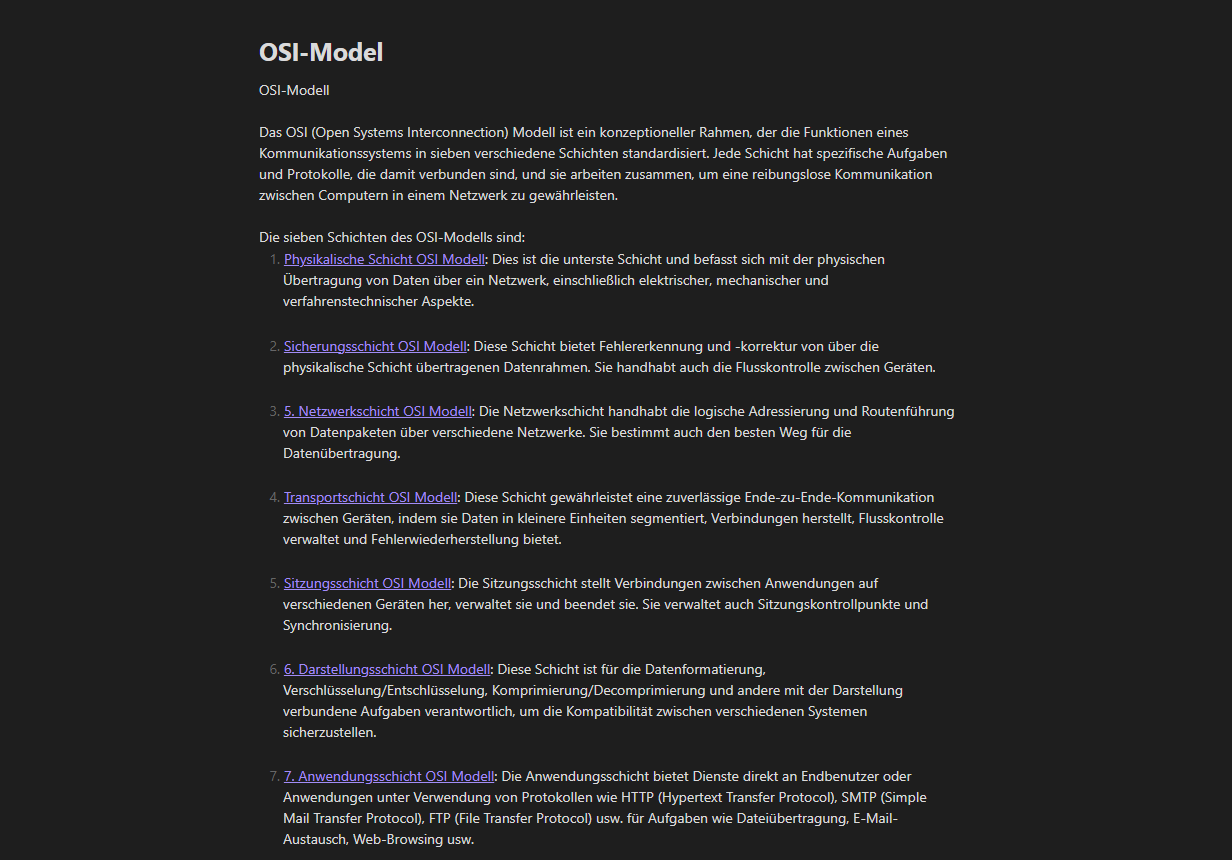 OSI-Model
OSI-Modell
Das OSI (Open Systems Interconnection) Modell ist ein konzeptioneller Rahmen, der die Funktionen eines
Kommunikationssystems in sieben verschiedene Schichten standardisiert. Jede Schicht hat spezifische Aufgaben
und Protokolle, die damit verbunden sind, und sie arbeiten zusammen, um eine reibungslose Kommunikation
zwischen Computern in einem Netzwerk zu gewährleisten.
Die sieben Schichten des OSI-Modells sind:
1. Physikalische Schicht OSI Modell: Dies ist die unterste Schicht und befasst sich mit der physischen
Übertragung von Daten über ein Netzwerk, einschließlich elektrischer, mechanischer und
verfahrenstechnischer Aspekte.
2. Sicherungsschicht OSI Modell: Diese Schicht bietet Fehlererkennung und -korrektur von über die
physikalische Schicht übertragenen Datenrahmen. Sie handhabt auch die Flusskontrolle zwischen Geräten.
3. 5. Netzwerkschicht OSI Modell: Die Netzwerkschicht handhabt die logische Adressierung und Routenführung
von Datenpaketen über verschiedene Netzwerke. Sie bestimmt auch den besten Weg für die
Datenübertragung.
4. Transportschicht OSI Modell: Diese Schicht gewährleistet eine zuverlässige Ende-zu-Ende-Kommunikation
zwischen Geräten, indem sie Daten in kleinere Einheiten segmentiert, Verbindungen herstellt, Flusskontrolle
verwaltet und Fehlerwiederherstellung bietet.
5. Sitzungsschicht OSI Modell: Die Sitzungsschicht stellt Verbindungen zwischen Anwendungen auf
verschiedenen Geräten her, verwaltet sie und beendet sie. Sie verwaltet auch Sitzungskontrollpunkte und
Synchronisierung.
6. 6. Darstellungsschicht OSI Modell: Diese Schicht ist für die Datenformatierung,
Verschlüsselung/Entschlüsselung, Komprimierung/Decomprimierung und andere mit der Darstellung
verbundene Aufgaben verantwortlich, um die Kompatibilität zwischen verschiedenen Systemen
sicherzustellen.
7. 7. Anwendungsschicht OSI Modell: Die Anwendungsschicht bietet Dienste direkt an Endbenutzer oder
Anwendungen unter Verwendung von Protokollen wie HTTP (Hypertext Transfer Protocol), SMTP (Simple
Mail Transfer Protocol), FTP (File Transfer Protocol) usw. für Aufgaben wie Dateiübertragung, E-Mail-
Austausch, Web-Browsing usw.